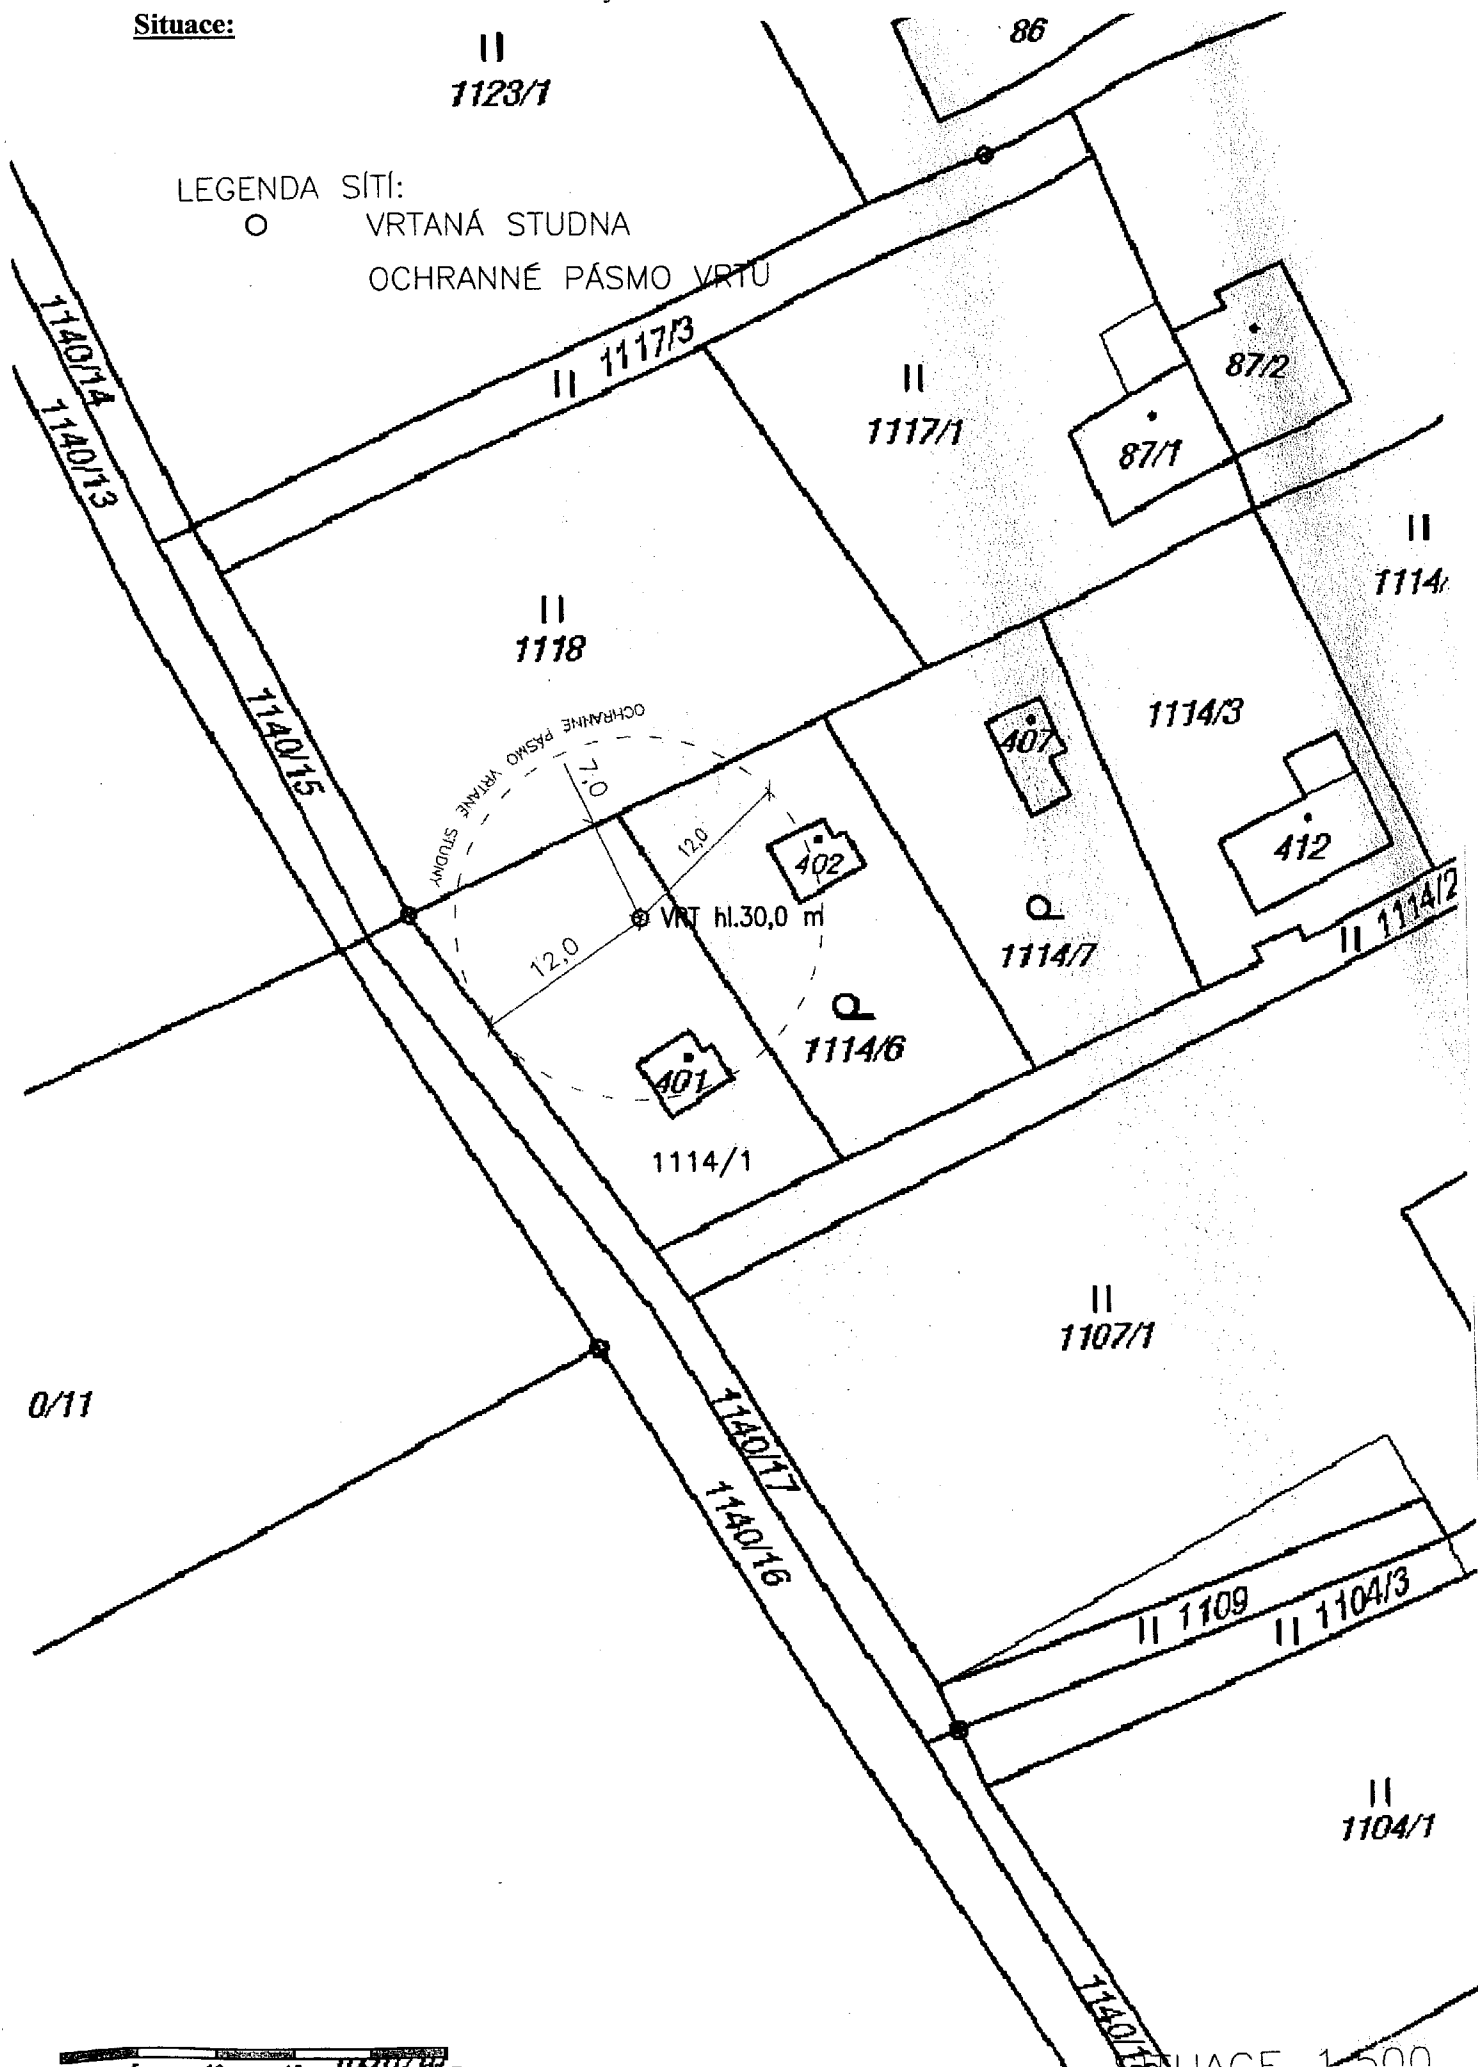 Situace:
II
1123/1
86
LEGENDA SÍTÍ:
VRTANÁ STUDNA
OCHRANNÉ PÁSMO VRTŮ
1140/14
1140/13
II 1117/3
II
1117/1
87/2
87/1
II
1114/
II
1118
1140/15
OCHRANNE PÁSMO VRTANE STUDNY
7,0
12,0
407
1114/3
402
412
VRT hl.30,0 m
12,0
II 1114/2
1114/7
1114/6
401
1114/1
II
1107/1
0/11
1140/17
1140/16
II 1109
II 1104/3
II
1104/1